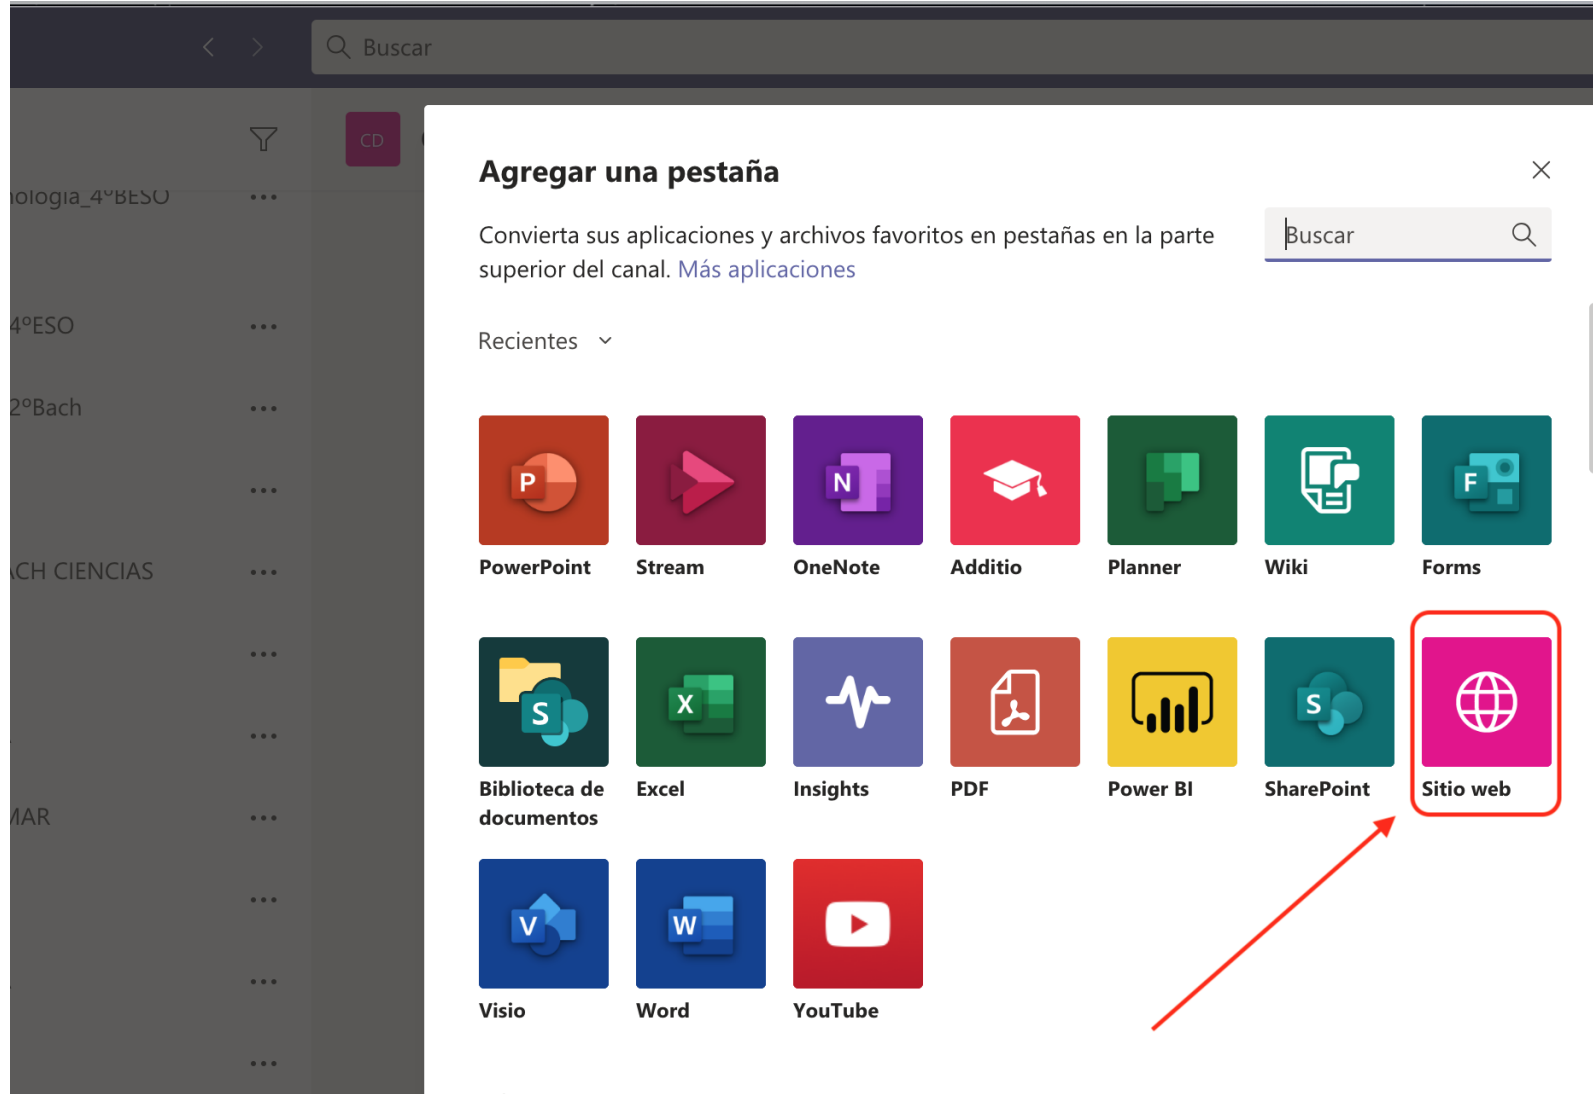 Buscar
CD
ología_4ºBESO
4ºESO
2ºBach
CH CIENCIAS
MAR
Agregar una pestaña
Convierta sus aplicaciones y archivos favoritos en pestañas en la parte
superior del canal. Más aplicaciones
Buscar
Recientes
P
N
F
PowerPoint
Stream
OneNote
Additio
Planner
Wiki
Forms
S
X
S
Biblioteca de
documentos
Excel
Insights
PDF
Power BI
SharePoint
Sitio web
V
W
Visio
Word
YouTube